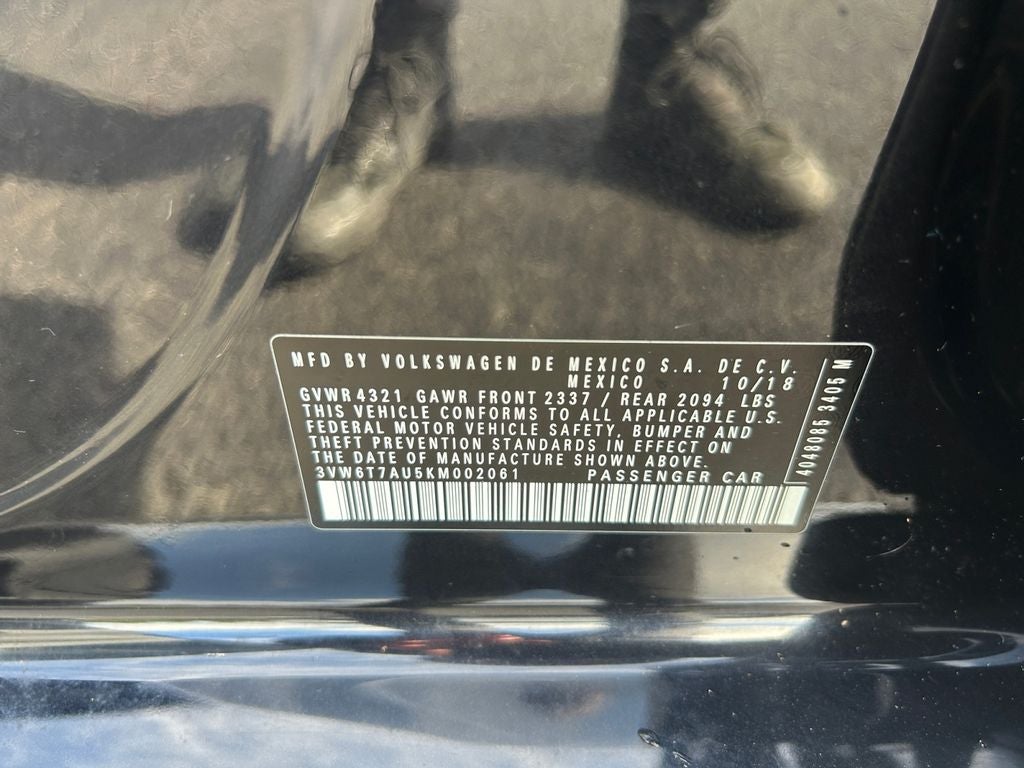 MFD BY VOLKSWAGEN DE MEXICO S.A. DE C.V.
MEXICO 10/18
GVWR 4321 GAWR FRONT 2337 / REAR 2094 LBS
THIS VEHICLE CONFORMS TO ALL APPLICABLE U.S.
FEDERAL MOTOR VEHICLE SAFETY, BUMPER AND
THEFT PREVENTION STANDARDS IN EFFECT ON
THE DATE OF MANUFACTURE SHOWN ABOVE.
3VW6T7AU5KM002061 PASSENGER CAR
4048085 3405 M